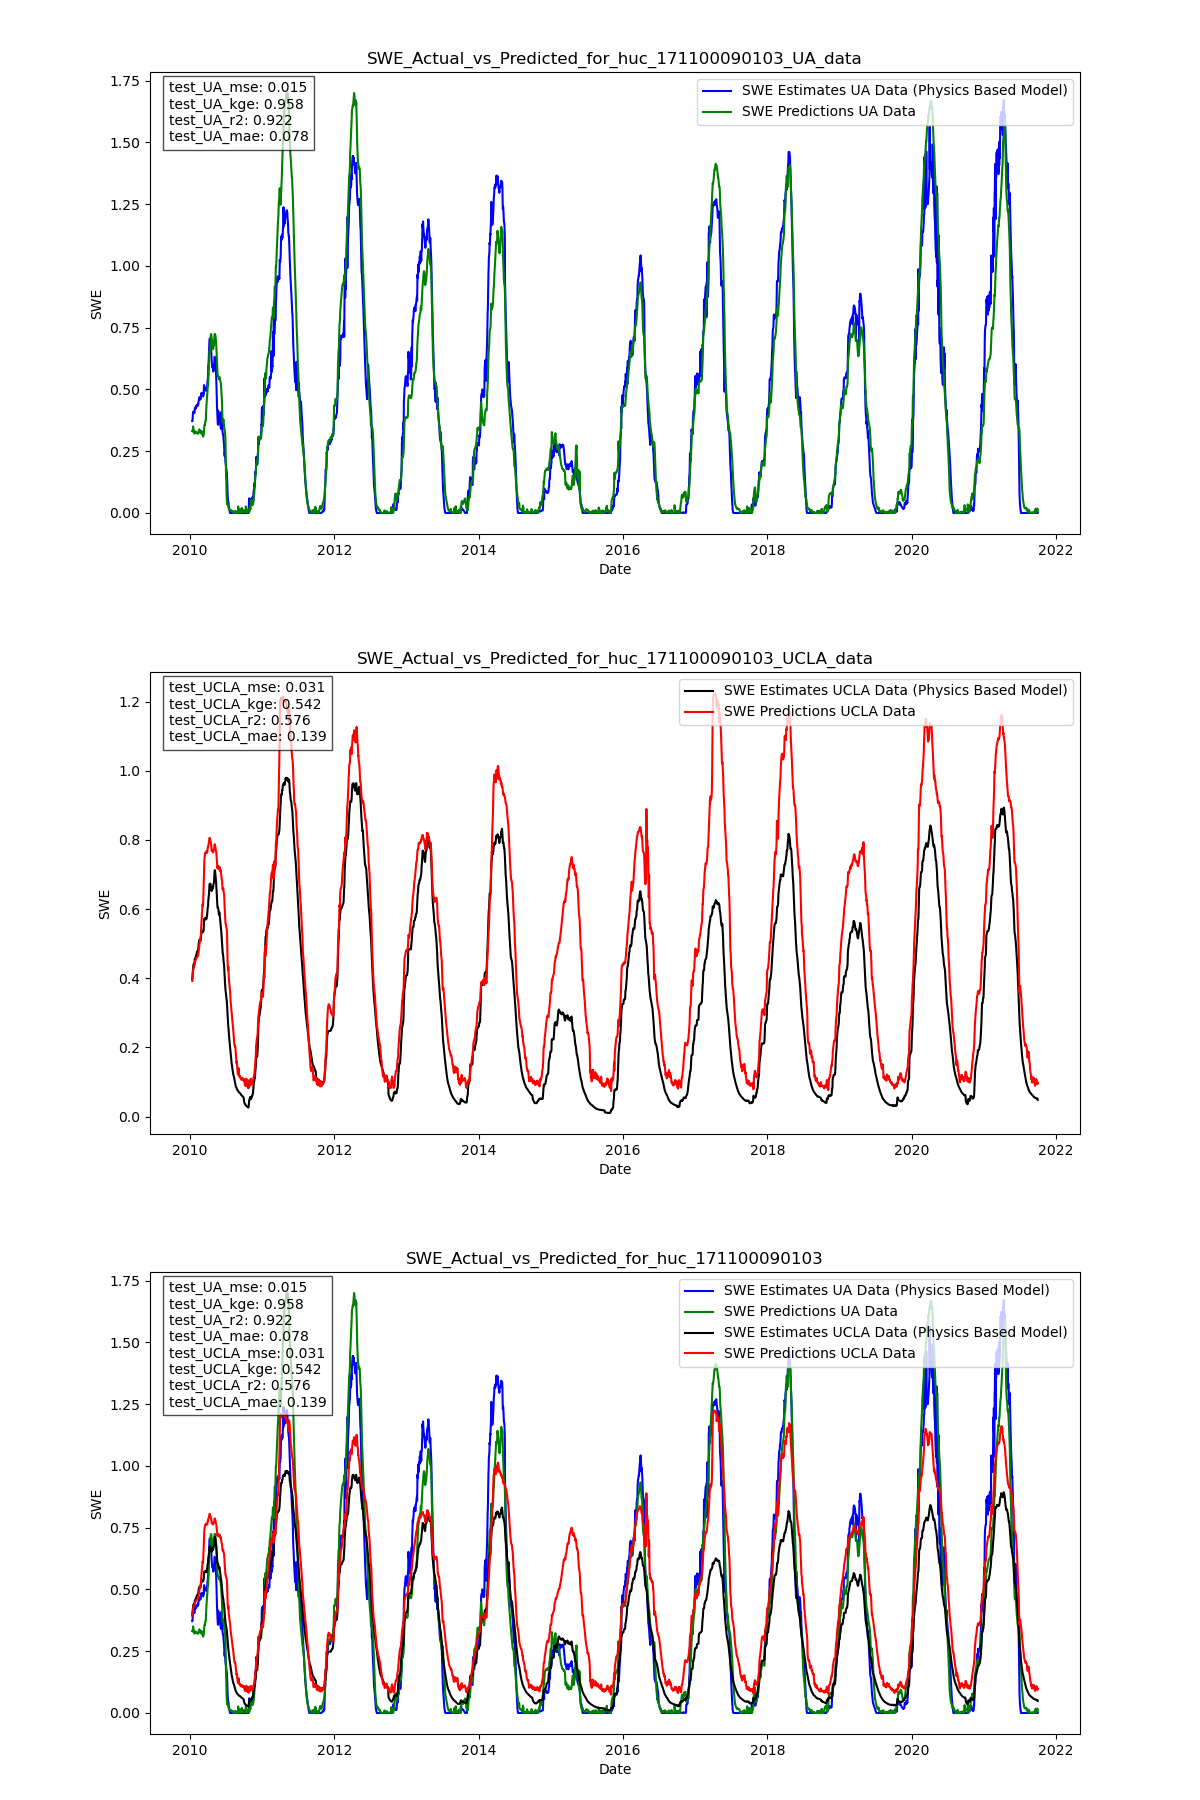 SWE_Actual_vs_Predicted_for_huc_171100090103_UA_data
test_UA_mse: 0.015
test_UA_kge: 0.958
test_UA_r2: 0.922
test_UA_mae: 0.078
SWE Estimates UA Data (Physics Based Model)
SWE Predictions UA Data
1.75
1.50
1.25
1.00
0.75
0.50
0.25
0.00
SWE
2010 2012 2014 2016 2018 2020 2022
Date
SWE_Actual_vs_Predicted_for_huc_171100090103_UCLA_data
test_UCLA_mse: 0.031
test_UCLA_kge: 0.542
test_UCLA_r2: 0.576
test_UCLA_mae: 0.139
SWE Estimates UCLA Data (Physics Based Model)
SWE Predictions UCLA Data
1.2
1.0
0.8
0.6
0.4
0.2
0.0
SWE
2010 2012 2014 2016 2018 2020 2022
Date
SWE_Actual_vs_Predicted_for_huc_171100090103
test_UA_mse: 0.015
test_UA_kge: 0.958
test_UA_r2: 0.922
test_UA_mae: 0.078
test_UCLA_mse: 0.031
test_UCLA_kge: 0.542
test_UCLA_r2: 0.576
test_UCLA_mae: 0.139
SWE Estimates UA Data (Physics Based Model)
SWE Predictions UA Data
SWE Estimates UCLA Data (Physics Based Model)
SWE Predictions UCLA Data
1.75
1.50
1.25
1.00
0.75
0.50
0.25
0.00
SWE
2010 2012 2014 2016 2018 2020 2022
Date